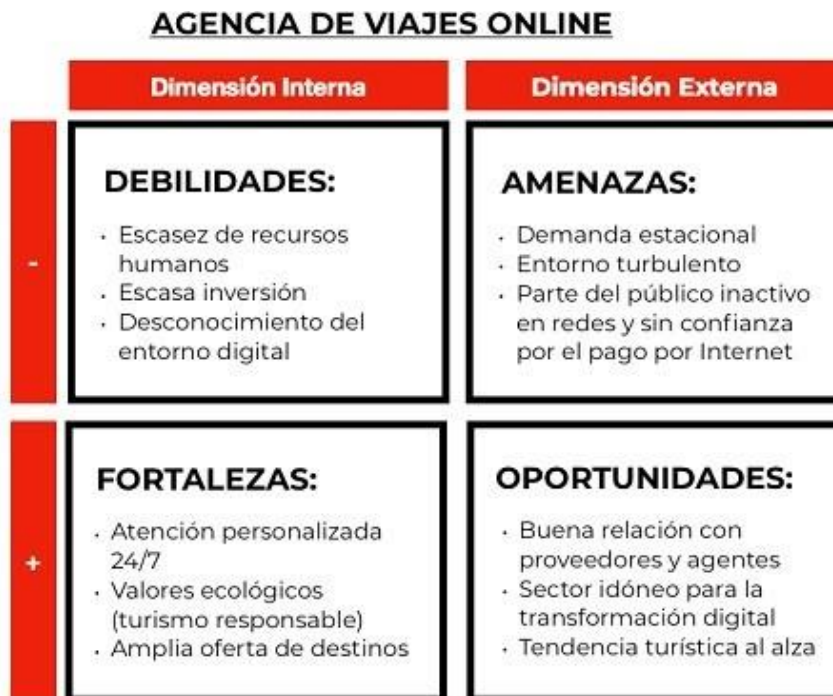 AGENCIA DE VIAJES ONLINE
Dimensión Interna
Dimensión Externa
-
DEBILIDADES:
· Escasez de recursos
humanos
· Escasa inversión
· Desconocimiento del
entorno digital
AMENAZAS:
· Demanda estacional
· Entorno turbulento
· Parte del público inactivo
en redes y sin confianza
por el pago por Internet
+
FORTALEZAS:
· Atención personalizada
24/7
· Valores ecológicos
(turismo responsable)
· Amplia oferta de destinos
OPORTUNIDADES:
· Buena relación con
proveedores y agentes
· Sector idóneo para la
transformación digital
· Tendencia turística al alza